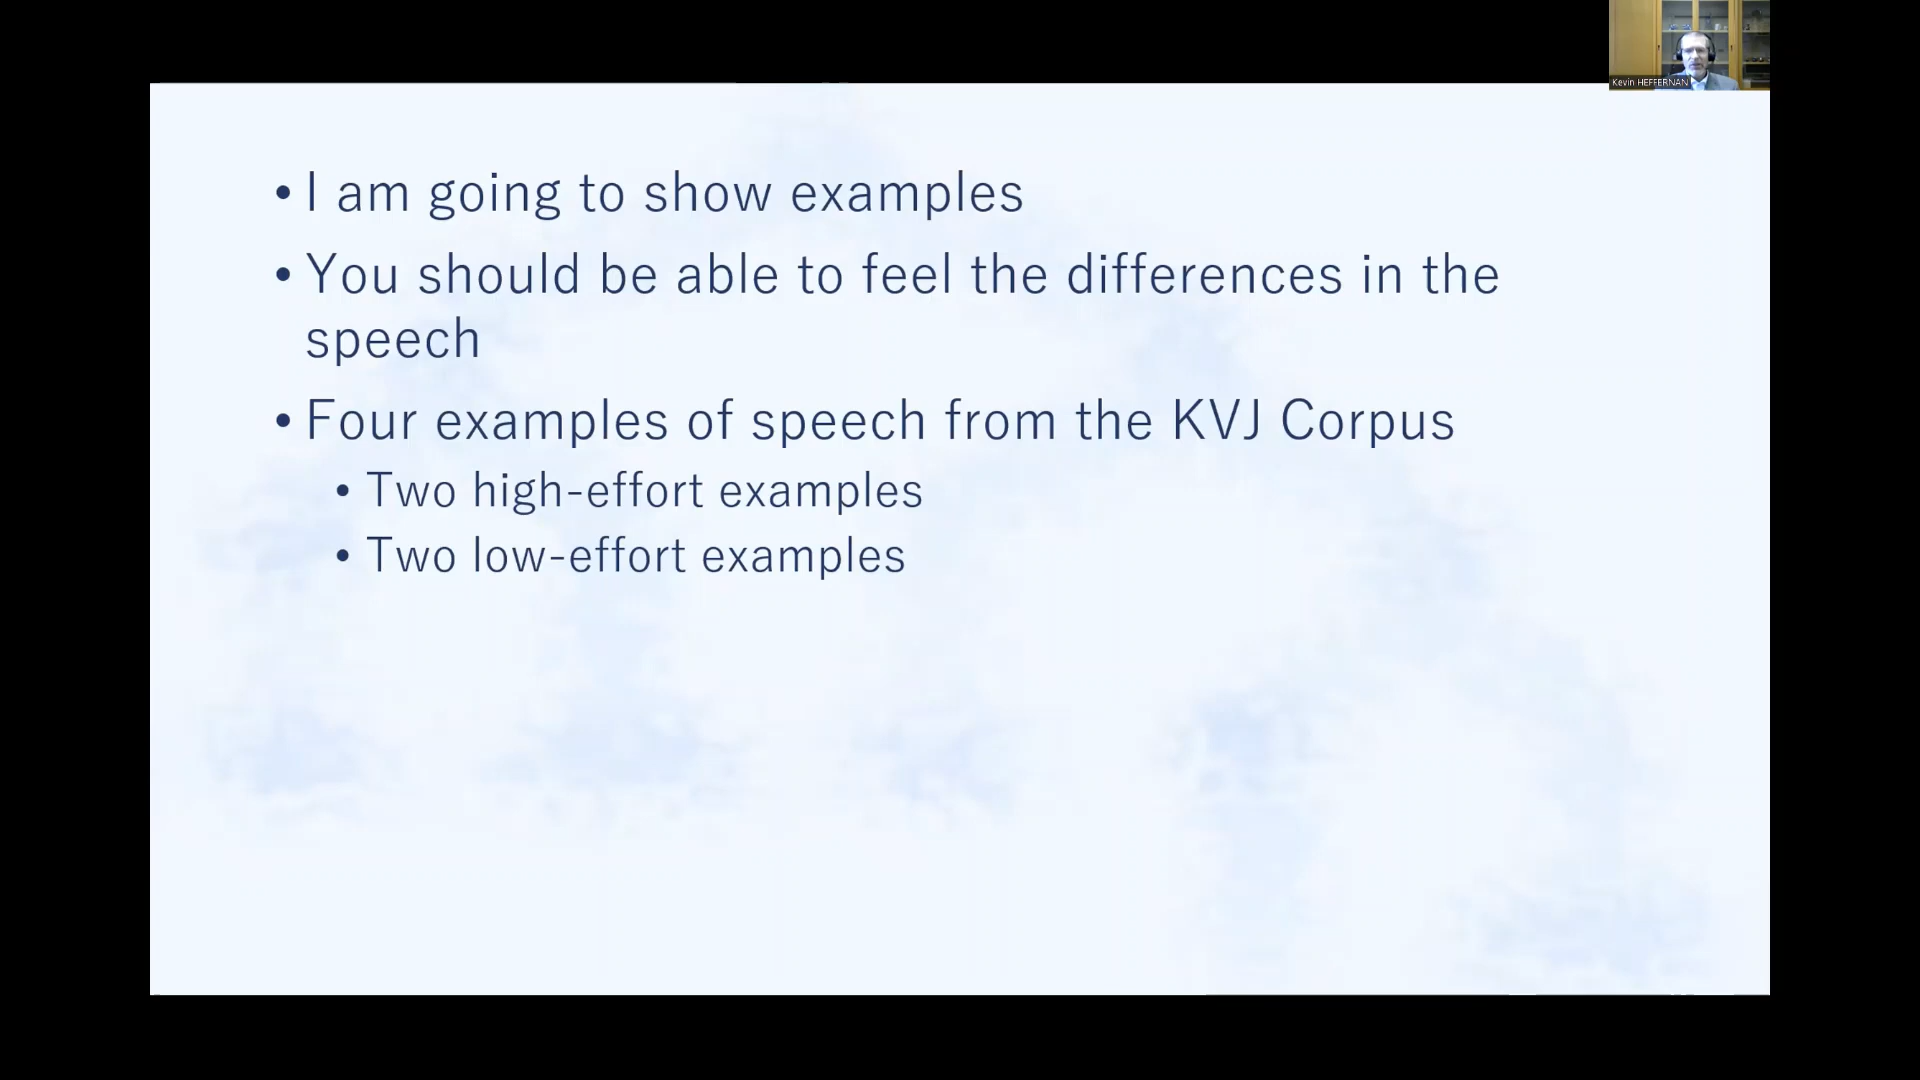 Kevin HEFFERNAN
• I am going to show examples
• You should be able to feel the differences in the
speech
• Four examples of speech from the KVJ Corpus
• Two high-effort examples
• Two low-effort examples